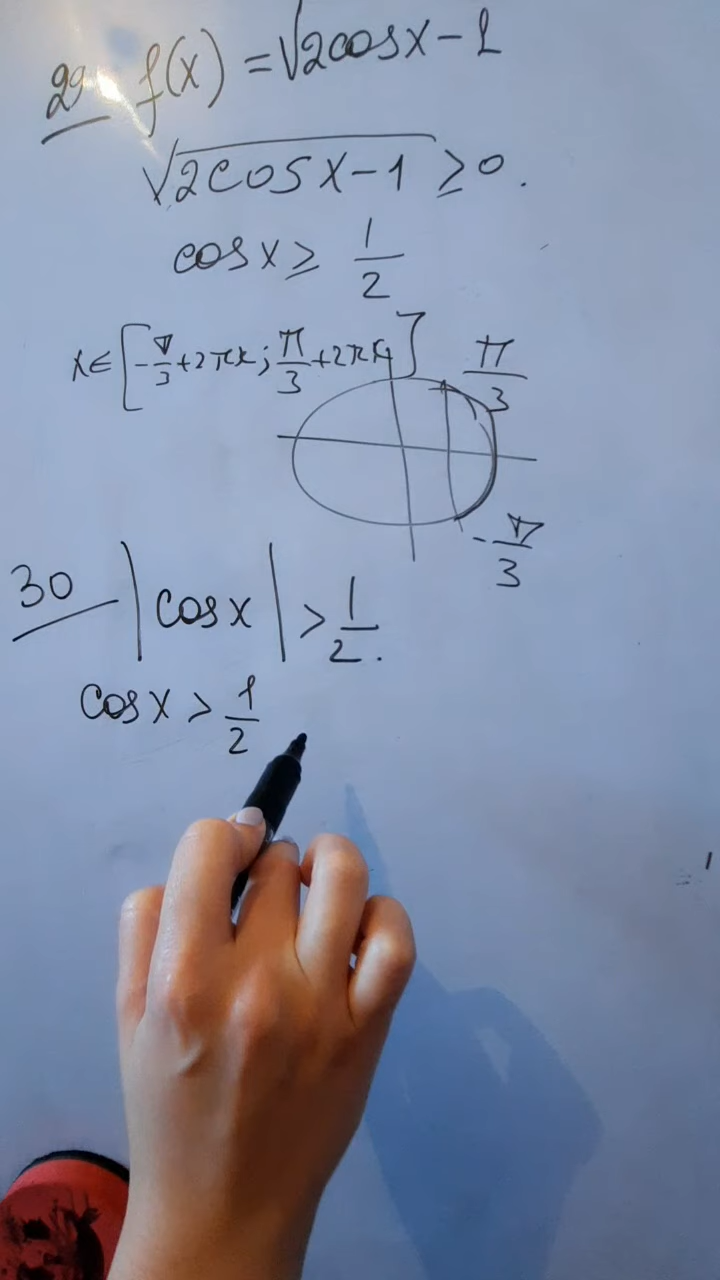 29 f(x) = √2cosx - 1
√2cosx - 1 ≥ 0.
cosx ≥ 1/2
x ∈ [-π/3 + 2πk; π/3 + 2πk]
π/3
-π/3
30 |cosx| > 1/2.
cosx > 1/2